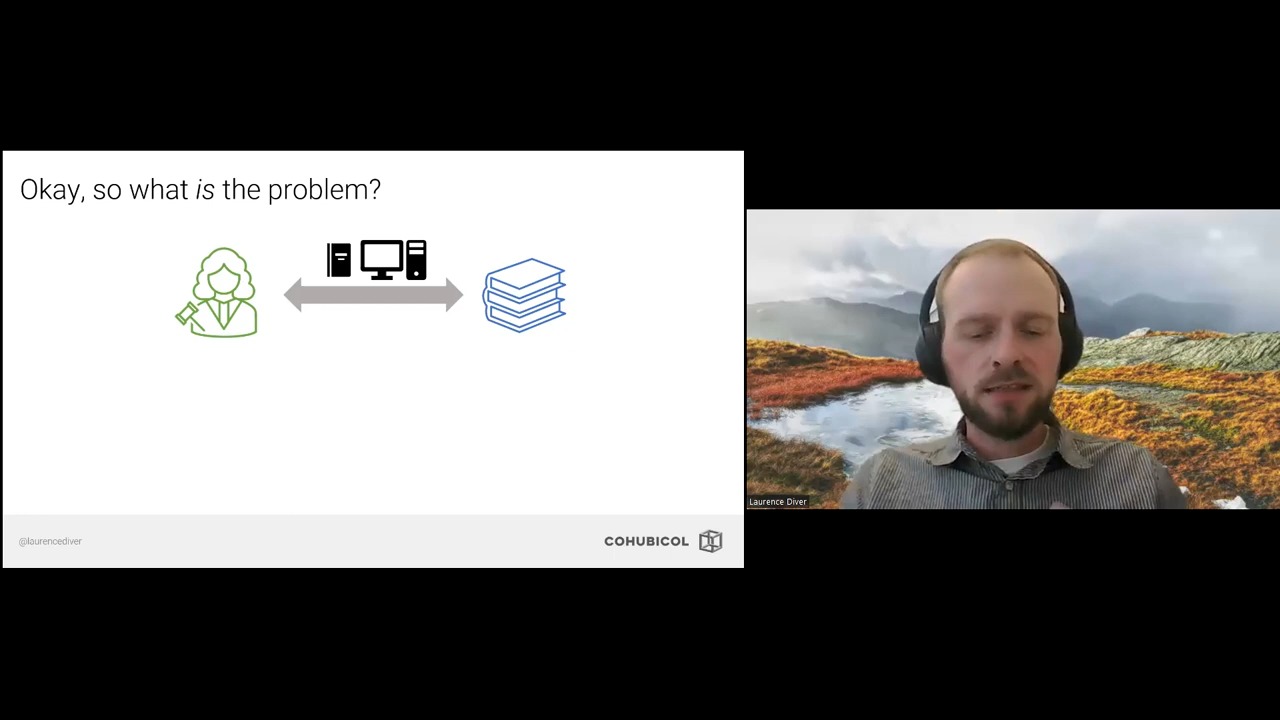 Okay, so what is the problem?
@laurencediver
COHUBICOL
Laurence Diver